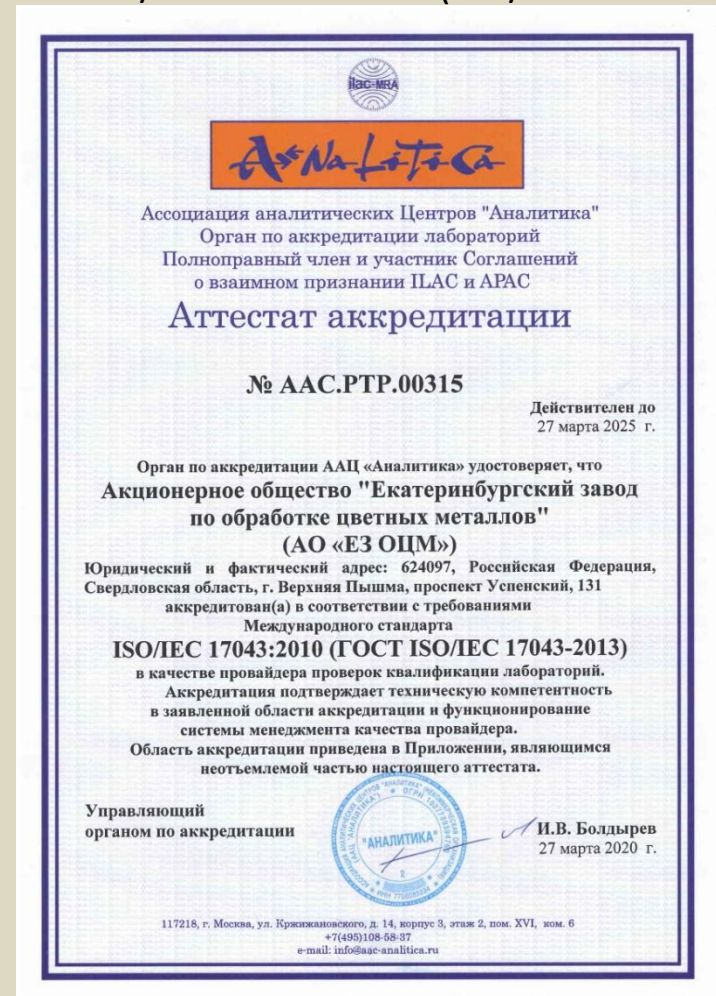 ilac-MRA
AsNaLiTiCa
Ассоциация аналитических Центров "Аналитика"
Орган по аккредитации лабораторий
Полноправный член и участник Соглашений
о взаимном признании ILAC и APAC
Аттестат аккредитации
№ ААС.PTP.00315
Действителен до
27 марта 2025 г.
Орган по аккредитации ААЦ «Аналитика» удостоверяет, что
Акционерное общество "Екатеринбургский завод
по обработке цветных металлов"
(АО «ЕЗ ОЦМ»)
Юридический и фактический адрес: 624097, Российская Федерация,
Свердловская область, г. Верхняя Пышма, проспект Успенский, 131
аккредитован(а) в соответствии с требованиями
Международного стандарта
ISO/IEC 17043:2010 (ГОСТ ISO/IEC 17043-2013)
в качестве провайдера проверок квалификации лабораторий.
Аккредитация подтверждает техническую компетентность
в заявленной области аккредитации и функционирование
системы менеджмента качества провайдера.
Область аккредитации приведена в Приложении, являющимся
неотъемлемой частью настоящего аттестата.
Управляющий
органом по аккредитации
"АНАЛИТИКА"
2
И.В. Болдырев
27 марта 2020 г.
117218, г. Москва, ул. Кржижановского, д. 14, корпус 3, этаж 2, пом. XVI, ком. 6
+7(495)108-58-37
e-mail: info@aac-analitica.ru